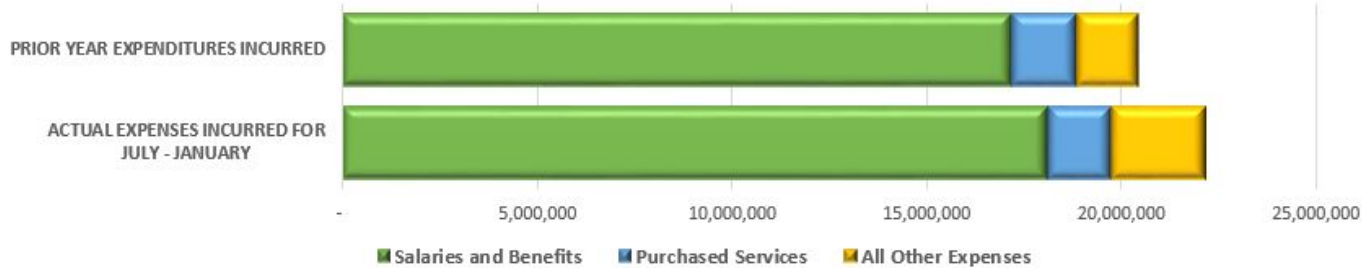 PRIOR YEAR EXPENDITURES INCURRED
ACTUAL EXPENSES INCURRED FOR
JULY - JANUARY
- 5,000,000 10,000,000 15,000,000 20,000,000 25,000,000
Salaries and Benefits Purchased Services All Other Expenses